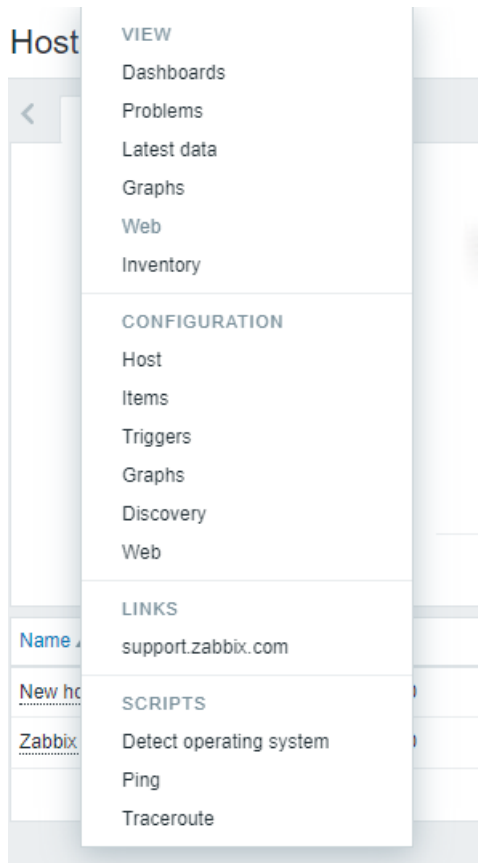 Host
VIEW
Dashboards
Problems
Latest data
Graphs
Web
Inventory
CONFIGURATION
Host
Items
Triggers
Graphs
Discovery
Web
LINKS
support.zabbix.com
SCRIPTS
Detect operating system
Ping
Traceroute
Name
New
Zabbix